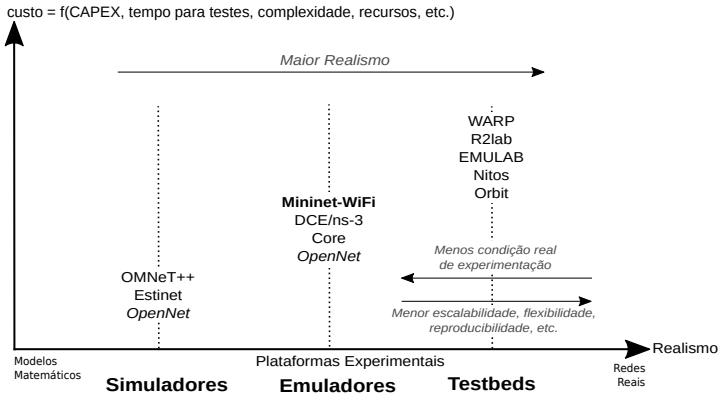 custo = f(CAPEX, tempo para testes, complexidade, recursos, etc.)
Maior Realismo
WARP
R2lab
EMULAB
Nitos
Orbit
Mininet-WiFi
DCE/ns-3
Core
OpenNet
OMNeT++
Estinet
OpenNet
Menos condição real
de experimentação
Menor escalabilidade, flexibilidade,
reproducibilidade, etc.
Realismo
Modelos
Matemáticos
Plataformas Experimentais
Redes
Reais
Simuladores
Emuladores
Testbeds